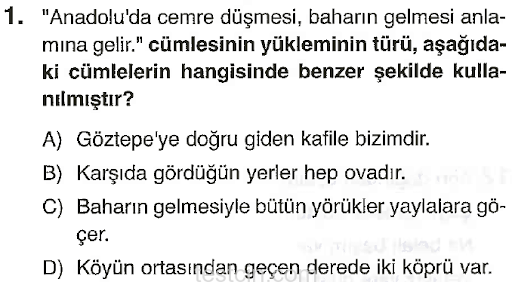 1. "Anadolu'da cemre düşmesi, baharın gelmesi anla-
mına gelir." cümlesinin yükleminin türü, aşağıda-
ki cümlelerin hangisinde benzer şekilde kulla-
nılmıştır?
A) Göztepe'ye doğru giden kafile bizimdir.
B) Karşıda gördüğün yerler hep ovadır.
C) Baharın gelmesiyle bütün yörükler yaylalara gö-
çer.
D) Köyün ortasından geçen derede iki köprü var.
testcin.com